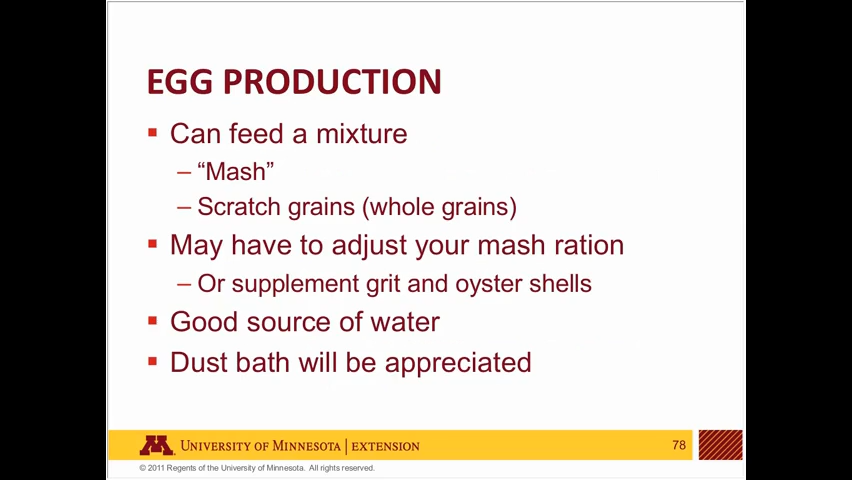 EGG PRODUCTION
▪ Can feed a mixture
– “Mash”
– Scratch grains (whole grains)
▪ May have to adjust your mash ration
– Or supplement grit and oyster shells
▪ Good source of water
▪ Dust bath will be appreciated
M UNIVERSITY OF MINNESOTA | EXTENSION 78
© 2011 Regents of the University of Minnesota. All rights reserved.